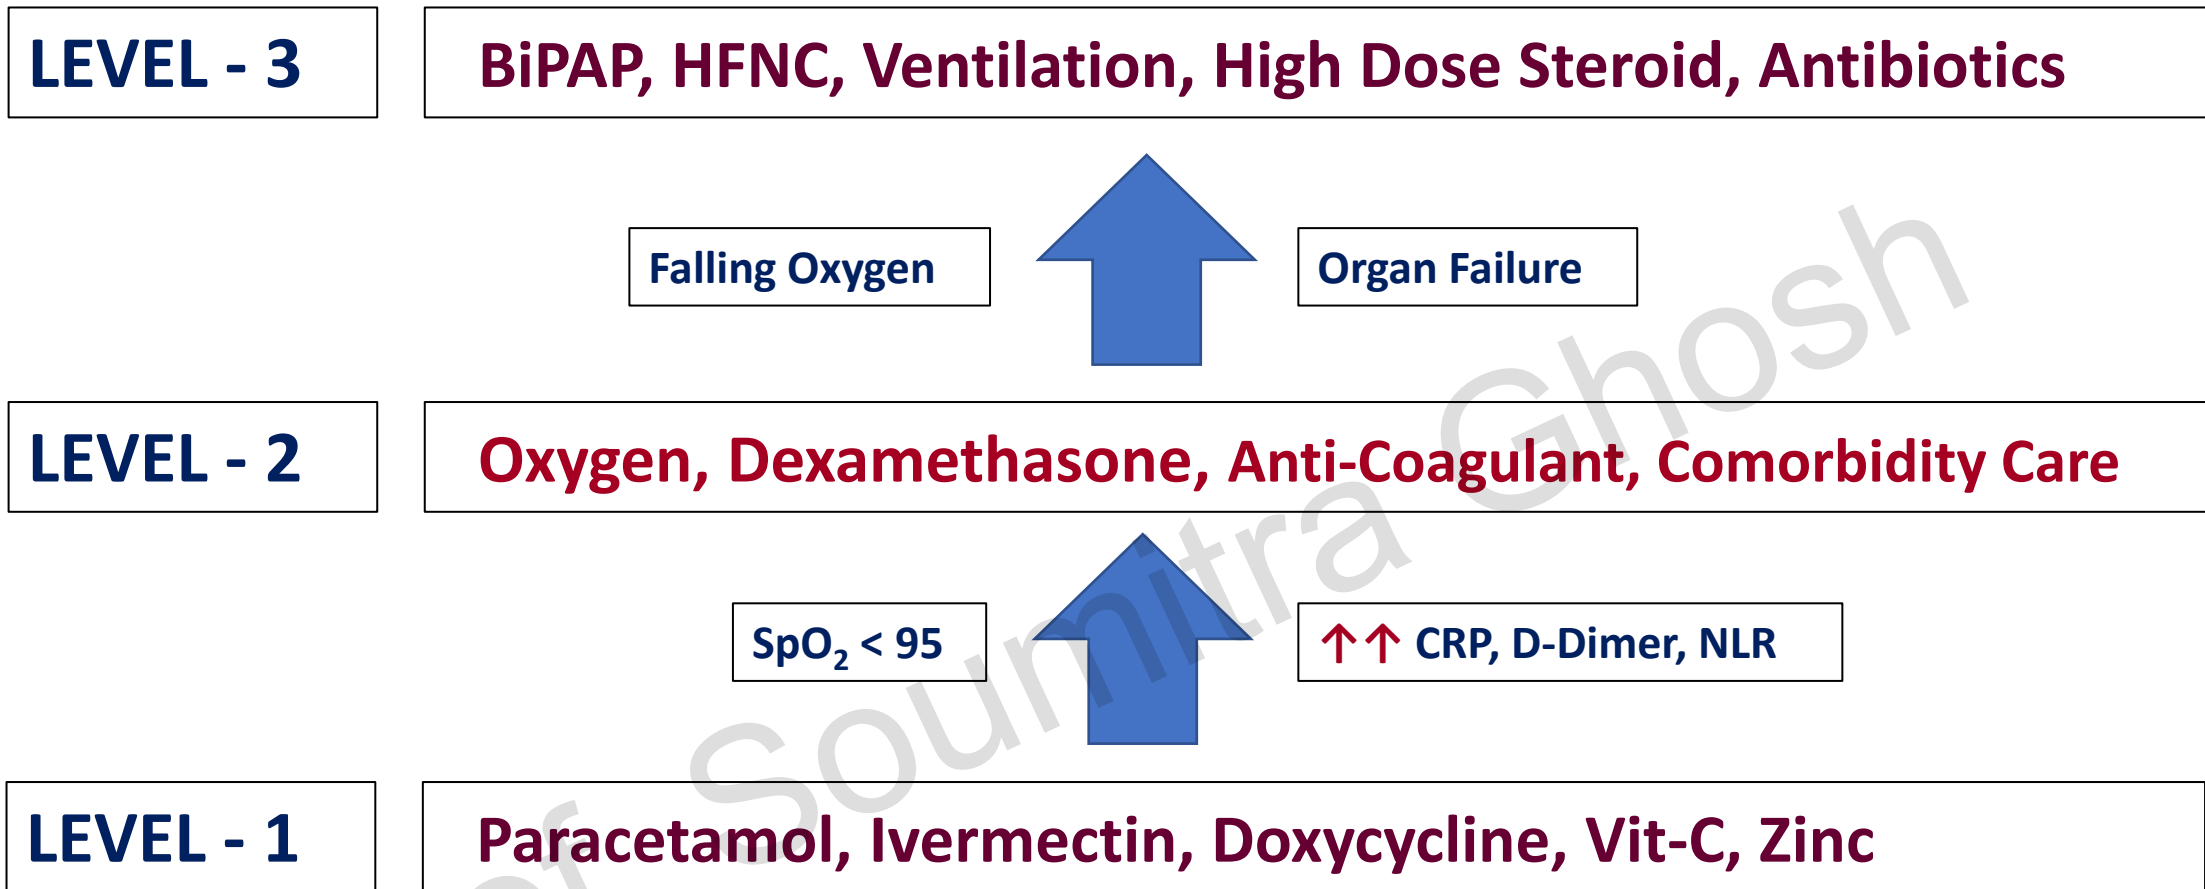 LEVEL - 3
BiPAP, HFNC, Ventilation, High Dose Steroid, Antibiotics
Falling Oxygen
Organ Failure
LEVEL - 2
Oxygen, Dexamethasone, Anti-Coagulant, Comorbidity Care
SpO₂ < 95
↑↑ CRP, D-Dimer, NLR
LEVEL - 1
Paracetamol, Ivermectin, Doxycycline, Vit-C, Zinc
of Soumitra Ghosh